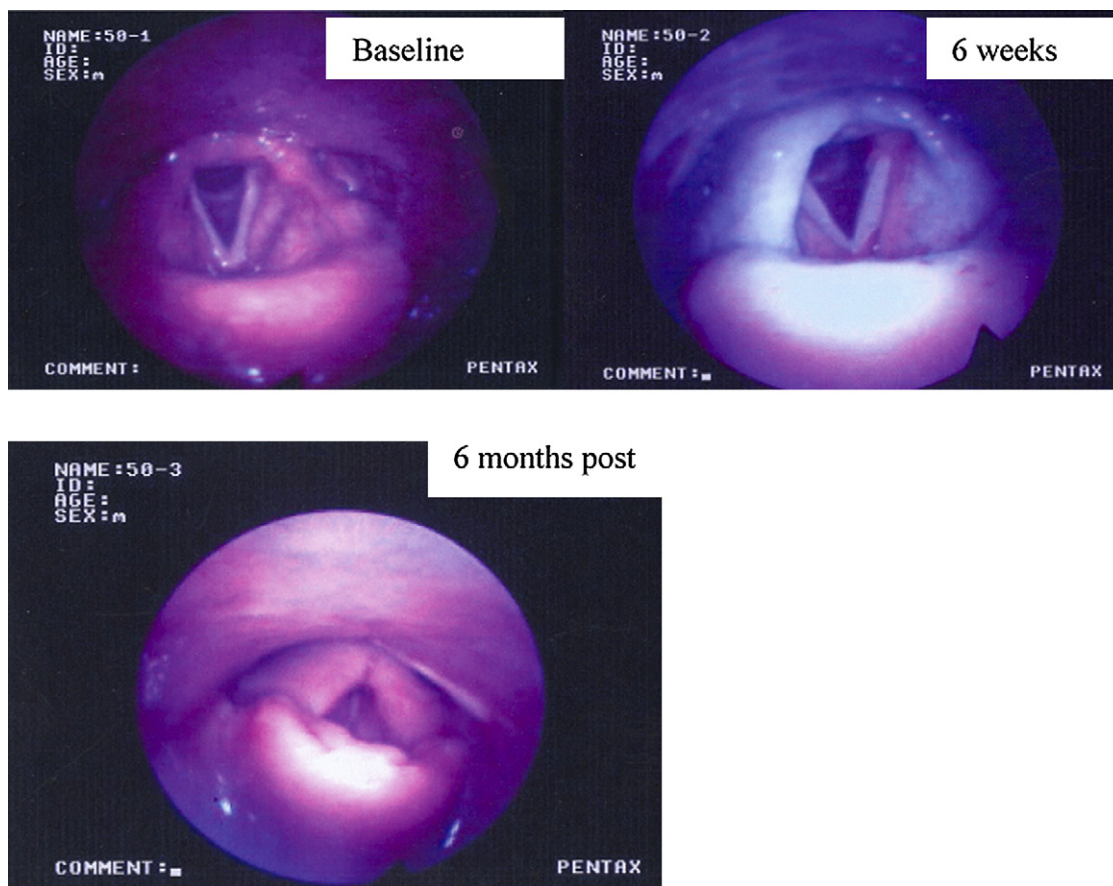 NAME:50-1
ID:
AGE:
SEX:m
Baseline
COMMENT:
PENTAX
NAME:50-2
ID:
AGE:
SEX:m
6 weeks
COMMENT:
PENTAX
NAME:50-3
ID:
AGE:
SEX:m
6 months post
COMMENT:
PENTAX